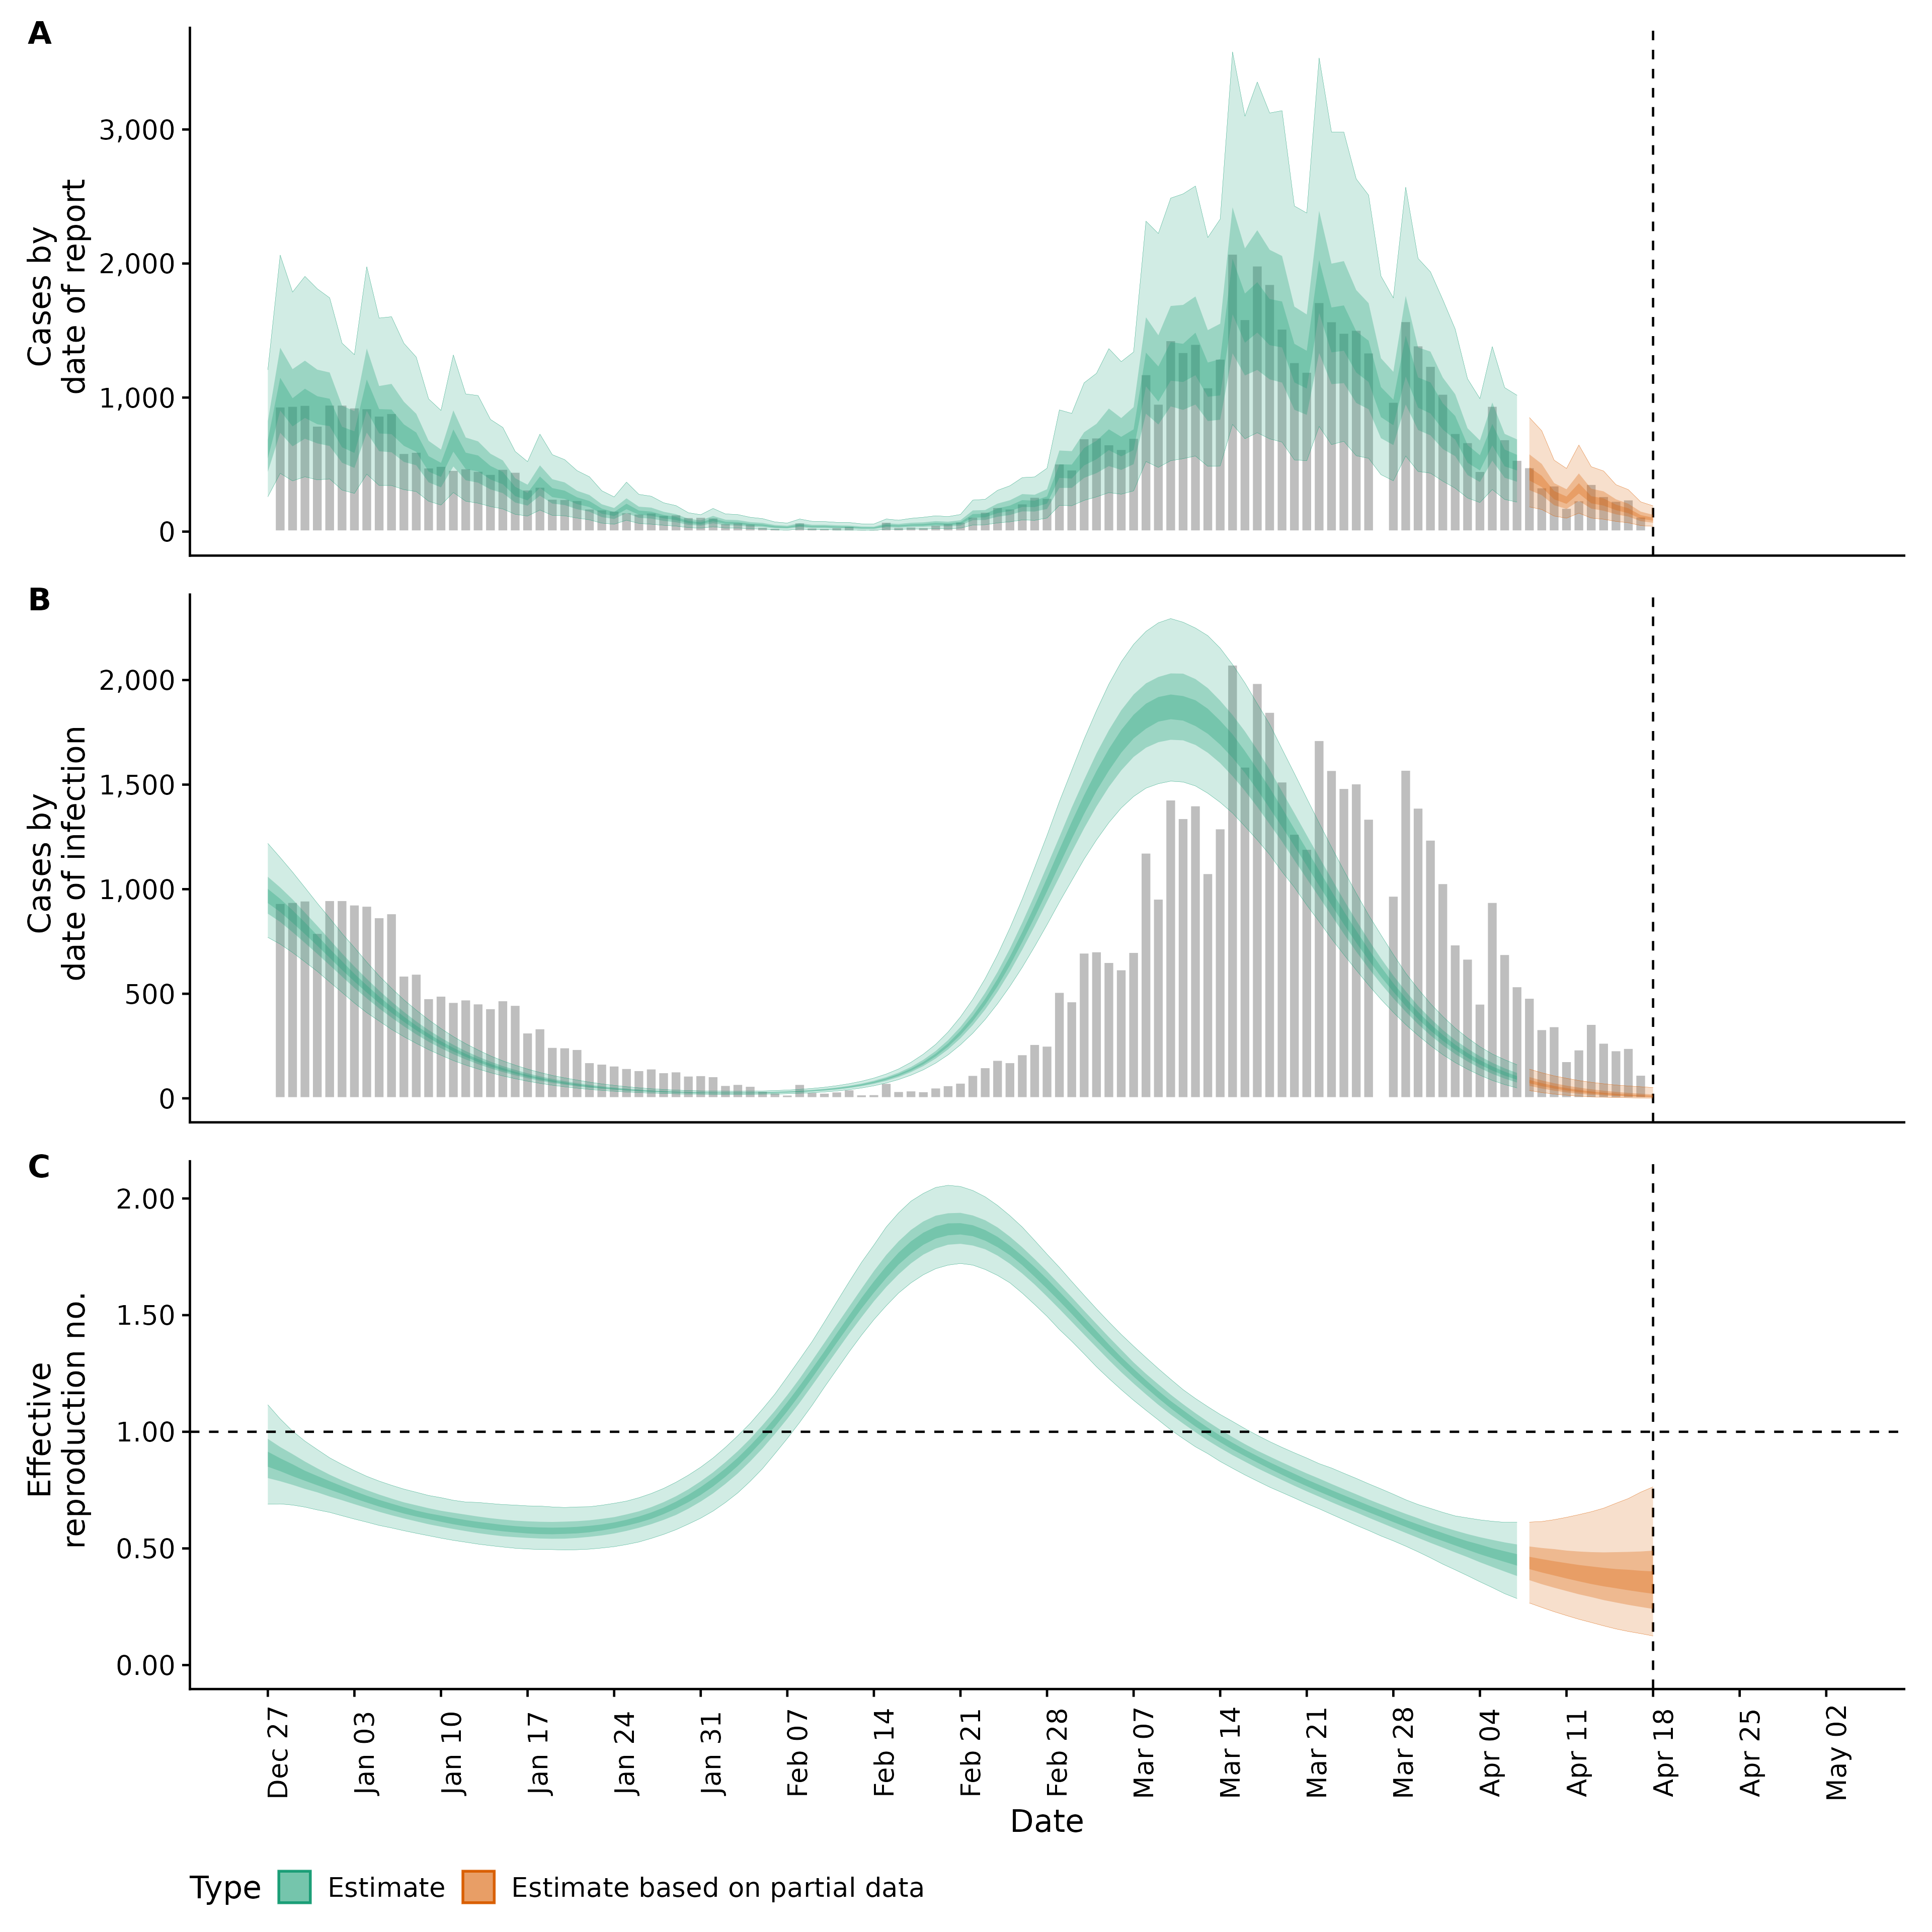 A
Cases by
date of report
3,000
2,000
1,000
0
B
Cases by
date of infection
2,000
1,500
1,000
500
0
C
Effective
reproduction no.
2.00
1.50
1.00
0.50
0.00
Dec 27
Jan 03
Jan 10
Jan 17
Jan 24
Jan 31
Feb 07
Feb 14
Feb 21
Feb 28
Mar 07
Mar 14
Mar 21
Mar 28
Apr 04
Apr 11
Apr 18
Apr 25
May 02
Date
Type Estimate Estimate based on partial data